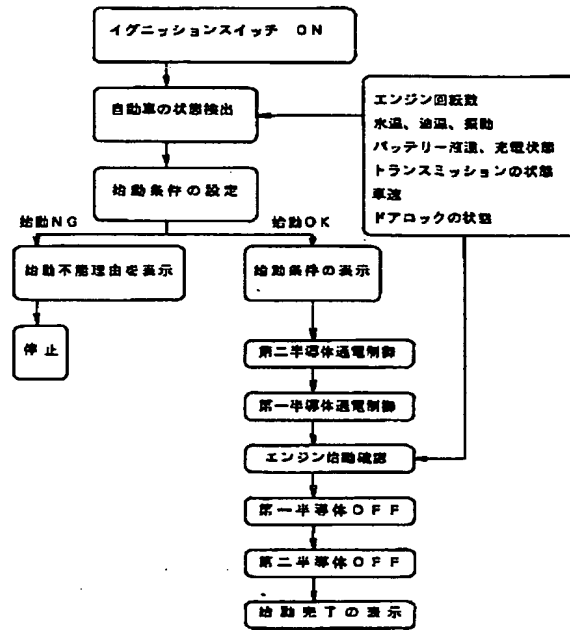 イグニッションスイッチ ON
自動車の状態検出
エンジン回転数
水温、油温、振動
バッテリー液温、充電状態
トランスミッションの状態
車速
ドアロックの状態
始動条件の設定
始動NG
始動OK
始動不能理由を表示
始動条件の表示
停止
第二半導体通電制御
第一半導体通電制御
エンジン始動確認
第一半導体OFF
第二半導体OFF
始動完了の表示